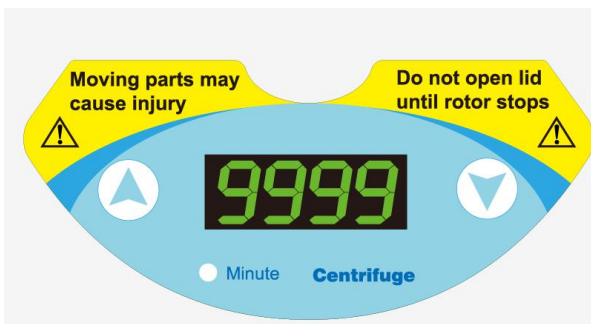 Moving parts may
cause injury
Do not open lid
until rotor stops
9999
Minute
Centrifuge